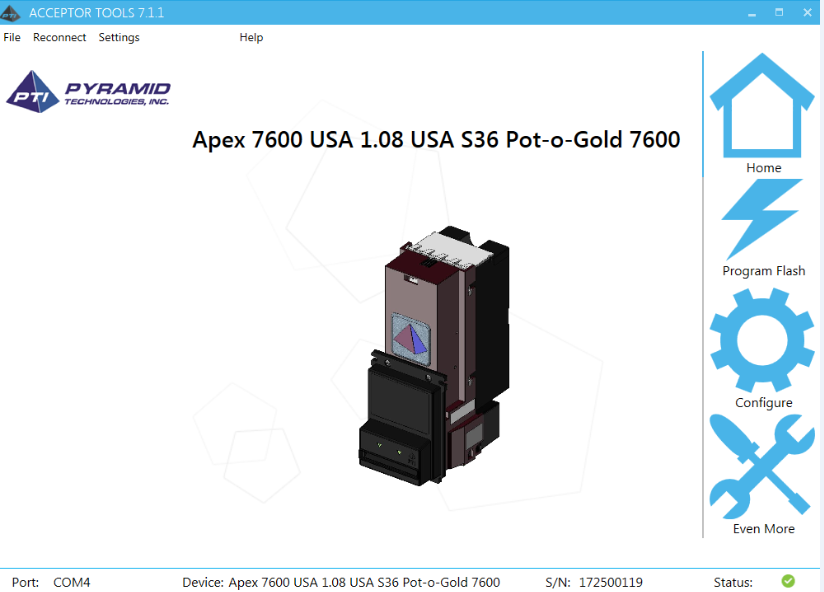 ACCEPTOR TOOLS 7.1.1
File Reconnect Settings Help
PTI PYRAMID
TECHNOLOGIES, INC.
Apex 7600 USA 1.08 USA S36 Pot-o-Gold 7600
Home
Program Flash
Configure
Even More
Port: COM4 Device: Apex 7600 USA 1.08 USA S36 Pot-o-Gold 7600 S/N: 172500119 Status: